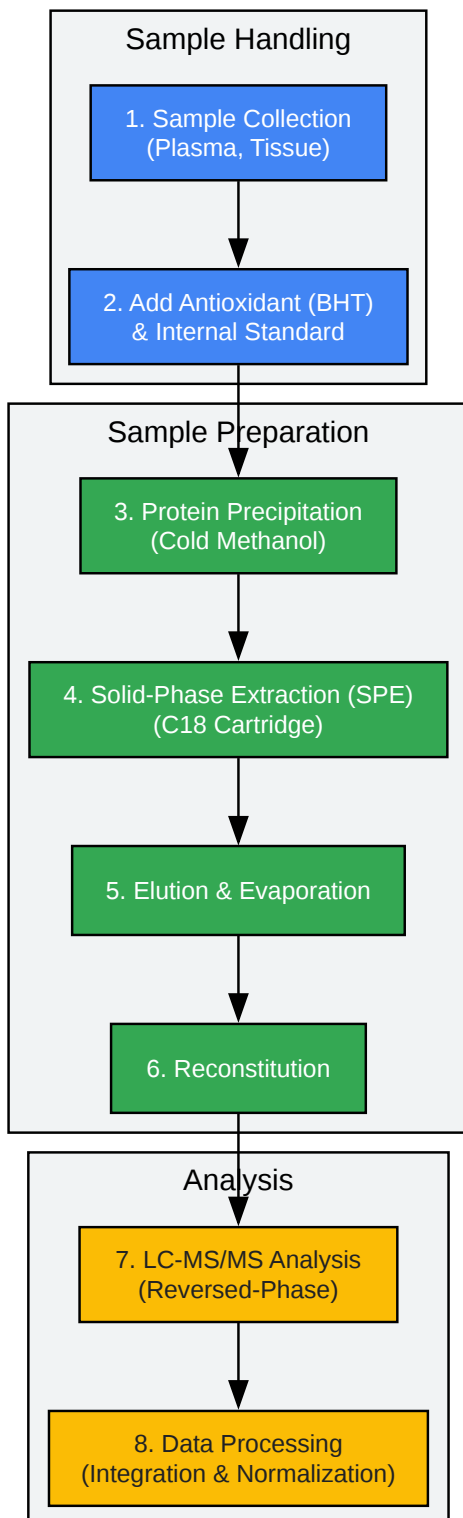 Sample Handling
1. Sample Collection
(Plasma, Tissue)
2. Add Antioxidant (BHT)
& Internal Standard
Sample Preparation
3. Protein Precipitation
(Cold Methanol)
4. Solid-Phase Extraction (SPE)
(C18 Cartridge)
5. Elution & Evaporation
6. Reconstitution
Analysis
7. LC-MS/MS Analysis
(Reversed-Phase)
8. Data Processing
(Integration & Normalization)